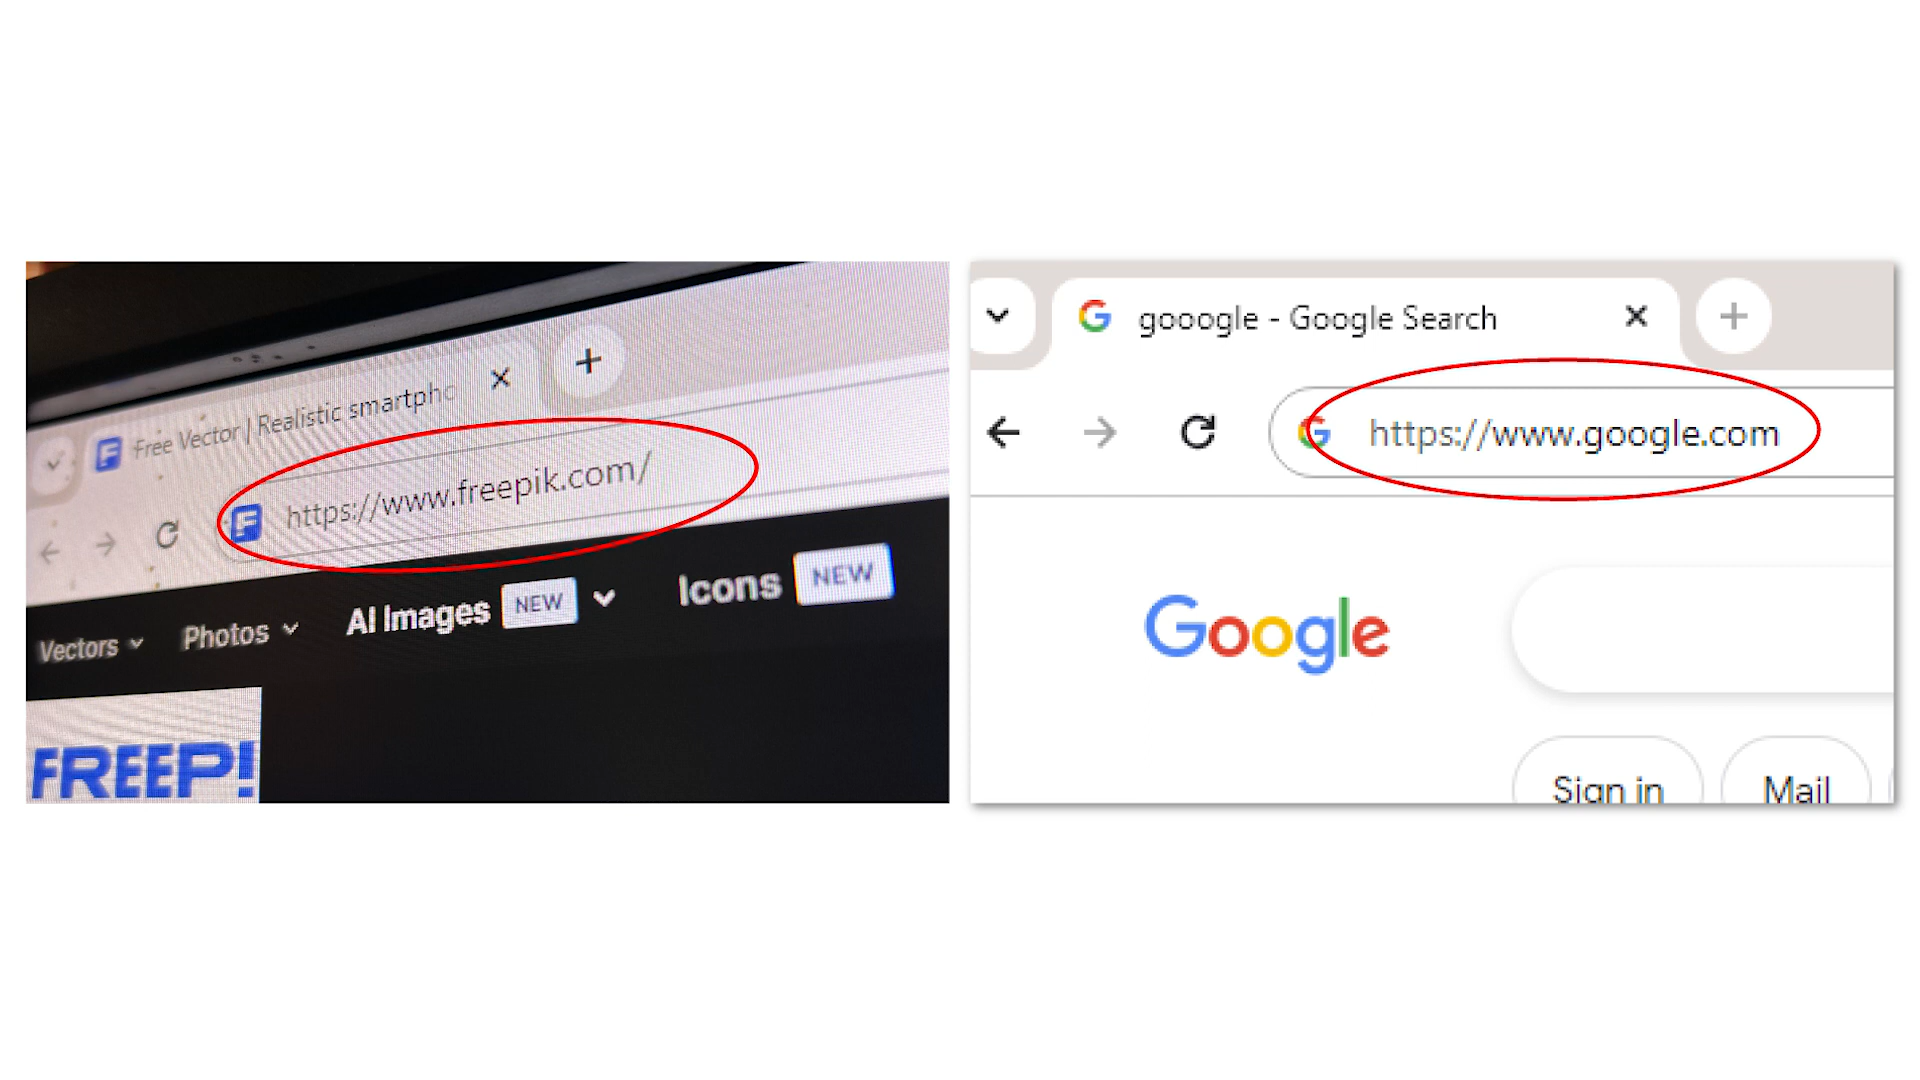 Free Vector | Realistic smartpho
https://www.freepik.com/
Vectors
Photos
AI Images NEW
Icons NEW
FREEP!
gooogle - Google Search
https://www.google.com
Google
Sign in
Mail